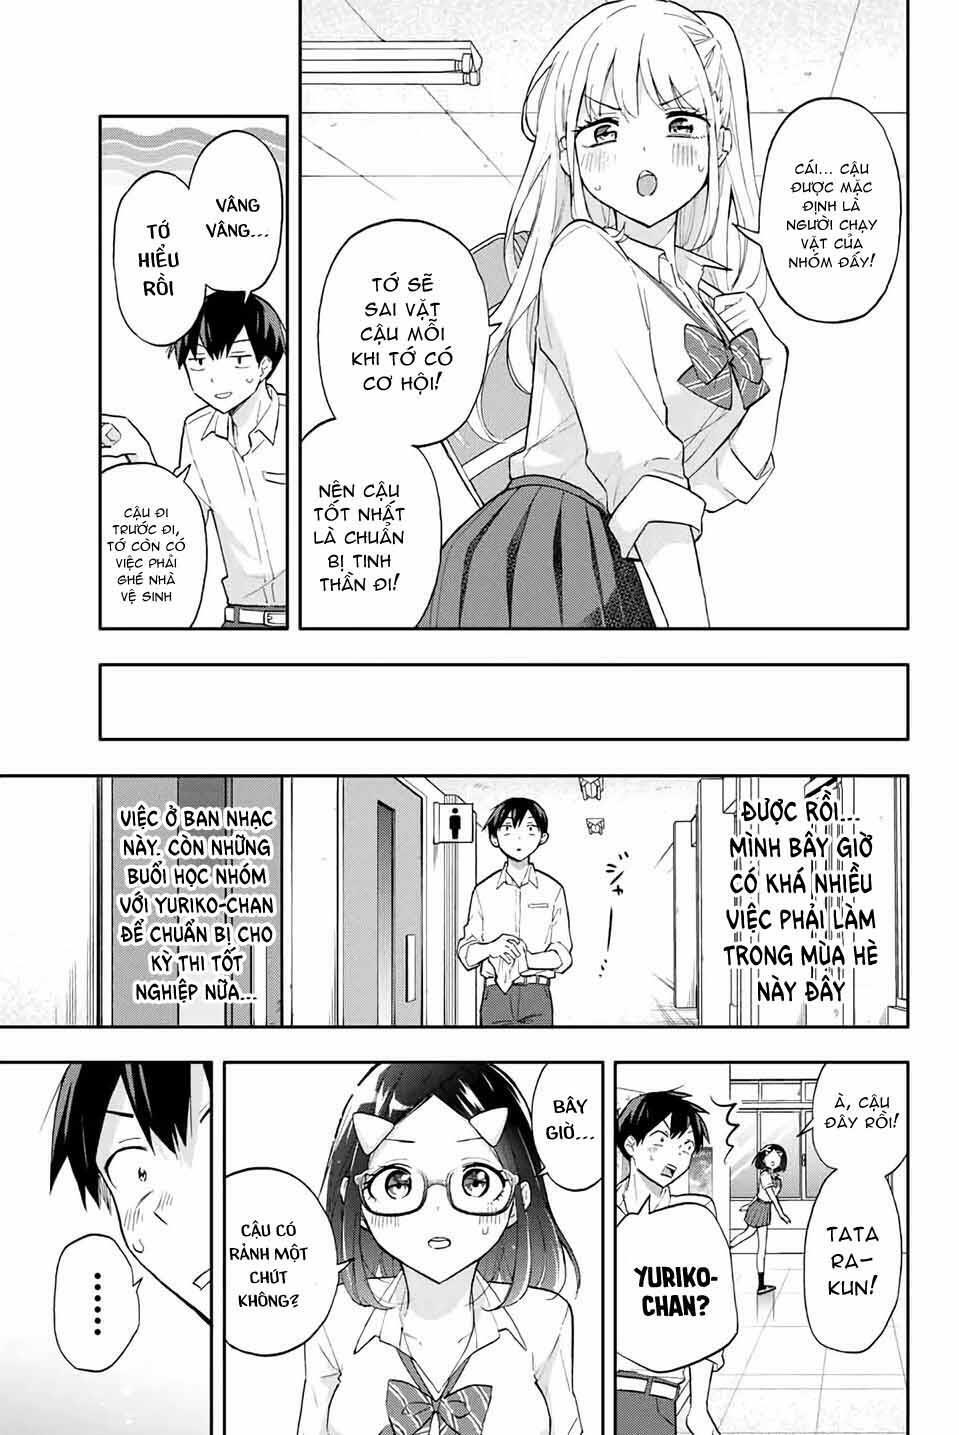 CÁI... CẬU
ĐƯỢC MẶC
ĐỊNH LÀ
NGƯỜI CHẠY
VẶT CỦA
NHÓM ĐẤY!
TỚ SẼ
SAI VẶT
CẬU MỖI
KHI TỚ CÓ
CƠ HỘI!
NÊN CẬU
TỐT NHẤT
LÀ CHUẨN
BỊ TINH
THẦN ĐI!
VÂNG
VÂNG...
TỚ
HIỂU
RỒI
CẬU ĐI
TRƯỚC ĐI,
TỚ CÒN CÓ
VIỆC PHẢI
GHÉ NHÀ
VỆ SINH
ĐƯỢC RỒI...
MÌNH BÂY GIỜ
CÓ KHÁ NHIỀU
VIỆC PHẢI LÀM
TRONG MÙA HÈ
NÀY ĐÂY
VIỆC Ở BAN NHẠC
NÀY. CÒN NHỮNG
BUỔI HỌC NHÓM
VỚI YURIKO-CHAN
ĐỂ CHUẨN BỊ CHO
KỲ THI TỐT
NGHIỆP NỮA...
À, CẬU
ĐÂY RỒI!
TATA
RA-
KUN!
YURIKO-
CHAN?
BÂY
GIỜ...
CẬU CÓ
RẢNH MỘT
CHÚT
KHÔNG?